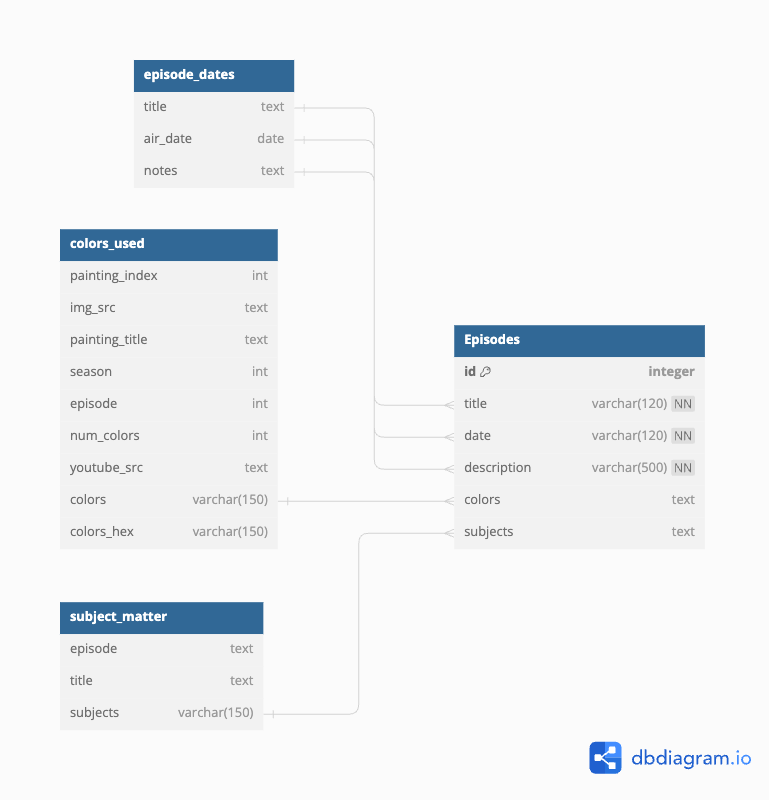 episode_dates
title text
air_date date
notes text
colors_used
painting_index int
img_src text
painting_title text
season int
episode int
num_colors int
youtube_src text
colors varchar(150)
colors_hex varchar(150)
Episodes
id integer
title varchar(120) NN
date varchar(120) NN
description varchar(500) NN
colors text
subjects text
subject_matter
episode text
title text
subjects varchar(150)
dbdiagram.io